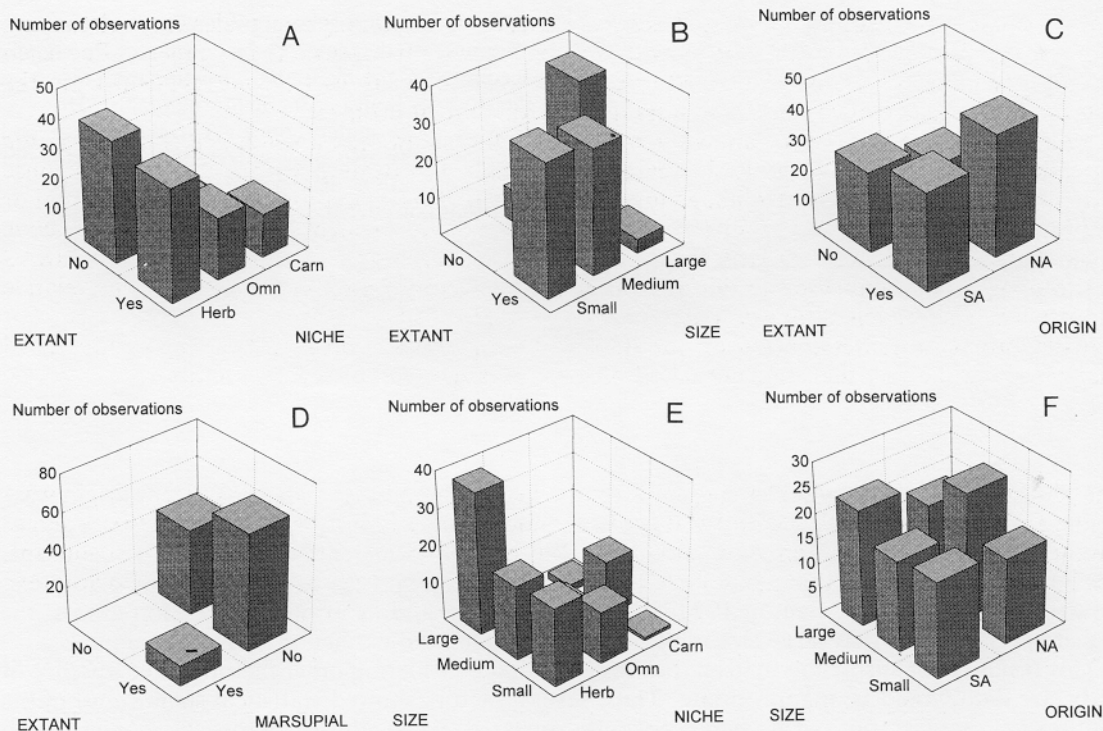 Number of observations
A
50
40
30
20
10
No
Yes
Herb
Omn
Carn
EXTANT
NICHE
Number of observations
B
40
30
20
10
No
Yes
Small
Medium
Large
EXTANT
SIZE
Number of observations
C
50
40
30
20
10
No
Yes
SA
NA
EXTANT
ORIGIN
Number of observations
D
80
60
40
20
No
Yes
Yes
No
EXTANT
MARSUPIAL
Number of observations
E
40
30
20
10
Large
Medium
Small
Herb
Omn
Carn
SIZE
NICHE
Number of observations
F
30
25
20
15
10
5
Large
Medium
Small
SA
NA
SIZE
ORIGIN